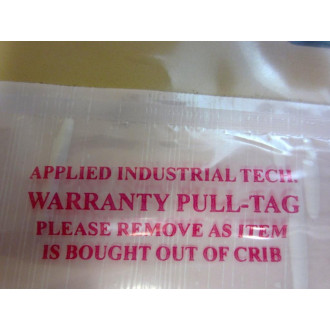 APPLIED INDUSTRIAL TECH.
WARRANTY PULL-TAG
PLEASE REMOVE AS ITEM
IS BOUGHT OUT OF CRIB